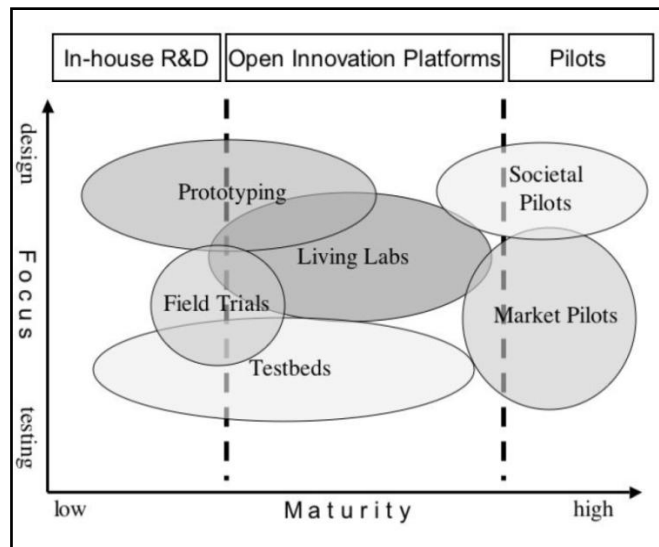 In-house R&D
Open Innovation Platforms
Pilots
design
Focus
testing
Prototyping
Societal
Pilots
Living Labs
Field Trials
Market Pilots
Testbeds
low
Maturity
high